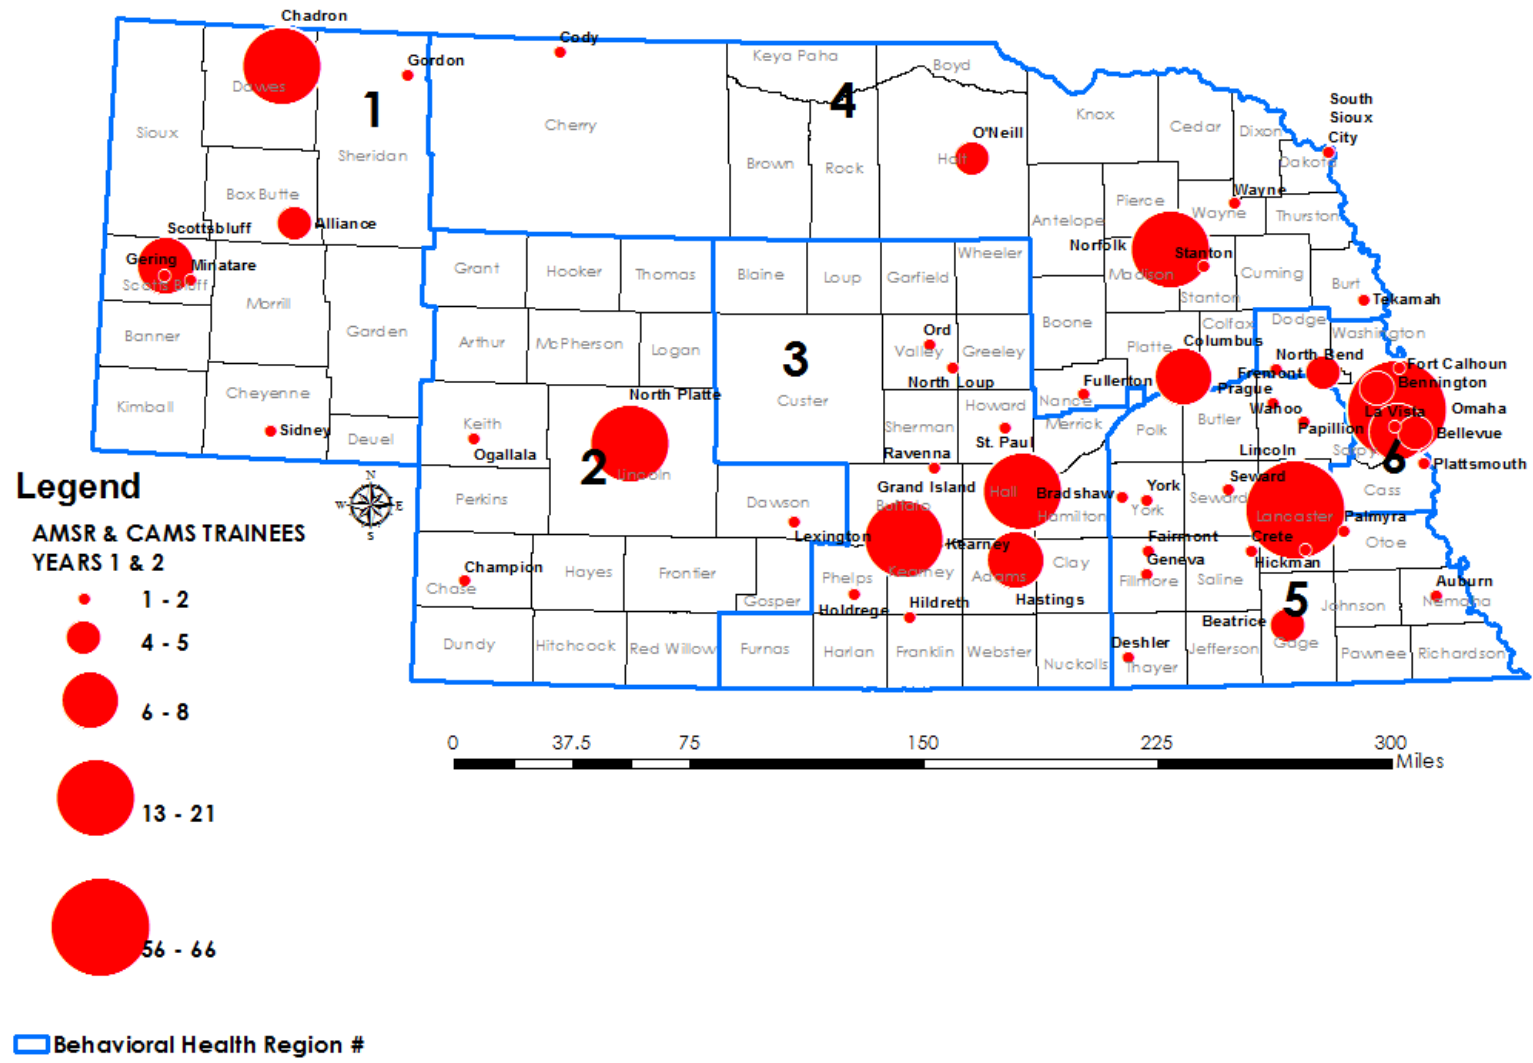 Chadron
Cody
Gordon
Keya Paha
Boyd
Dawes
1
4
South
Sioux
City
Knox
Cherry
Cedar
Dixon
Sioux
O'Neill
Sheridan
Holt
Dakota
Brown
Rock
Box Butte
Wayne
Pierce
Wayne
Thurston
Alliance
Antelope
Scottsbluff
Norfolk
Stanton
Gering
Minatare
Grant
Hooker
Thomas
Blaine
Loup
Garfield
Wheeler
Madison
Cuming
Scotts Bluff
Burt
Morrill
Stanton
Tekamah
Banner
Garden
Boone
Colfax
Dodge
Washington
Arthur
McPherson
Logan
3
Ord
Valley
Greeley
Platte
Columbus
North Bend
Fort Calhoun
North Loup
Fremont
Bennington
Fullerton
Prague
Cheyenne
North Platte
Custer
Nance
Kimball
Howard
Wahoo
La Vista
Omaha
Keith
Sherman
Merrick
Polk
Butler
Papillion
Bellevue
Sidney
Deuel
Ogallala
St. Paul
Lincoln
Sarpy
6
Plattsmouth
Ravenna
2
Lincoln
Legend
N
W
E
S
Perkins
Dawson
Grand Island
Hall
Bradshaw
York
Seward
Seward
Cass
Buffalo
York
Hamilton
Lancaster
Palmyra
AMSR & CAMS TRAINEES
YEARS 1 & 2
Lexington
Kearney
Fairmont
Crete
Otoe
Geneva
Hickman
Champion
Hayes
Frontier
Phelps
Kearney
Adams
Clay
Fillmore
Saline
Auburn
Chase
Gosper
Holdrege
Hildreth
Hastings
5
Johnson
Nemaha
1 - 2
Beatrice
Dundy
Hitchcock
Red Willow
Furnas
Harlan
Franklin
Webster
Nuckolls
Deshler
Thayer
Jefferson
Gage
Pawnee
Richardson
4 - 5
6 - 8
0
37.5
75
150
225
300
Miles
13 - 21
56 - 66
Behavioral Health Region #